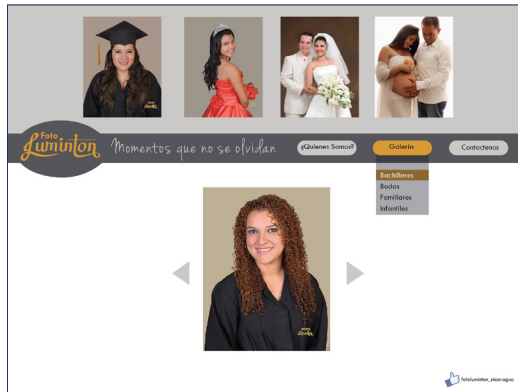 Foto
Luminton
Momentos que no se olvidan
¿Quienes Somos?
Galeria
Contactenos
Bachilleres
Bodas
Familiares
Infantiles
fotoluminton_nicaragua